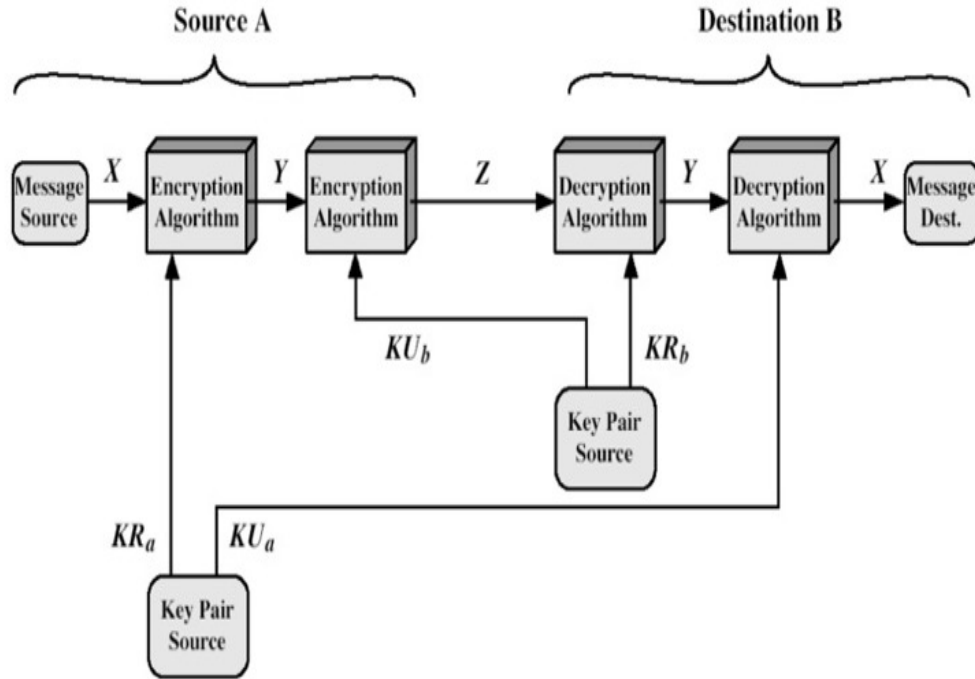 Source A
Destination B
Message
Source
X
Encryption
Algorithm
Y
Encryption
Algorithm
Z
Decryption
Algorithm
Y
Decryption
Algorithm
X
Message
Dest.
KUb
KRb
Key Pair
Source
KRa
KUa
Key Pair
Source